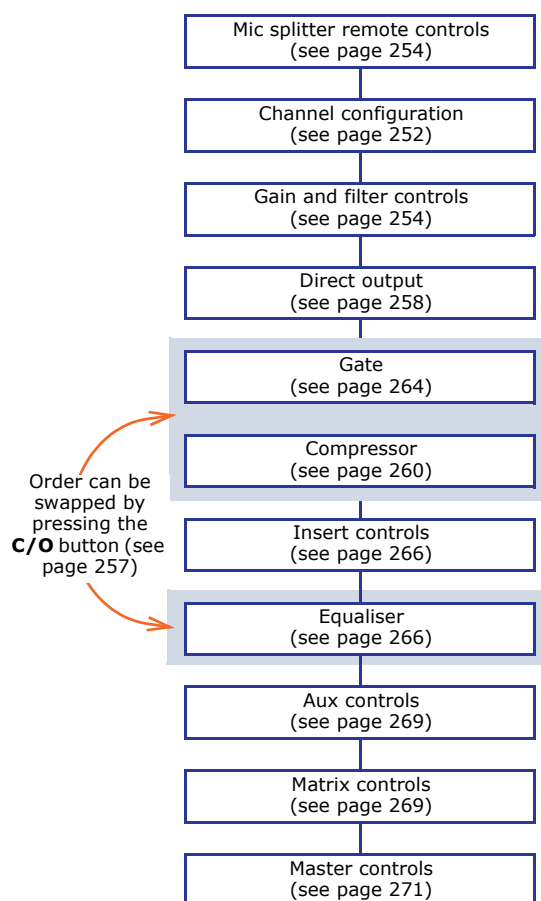 Mic splitter remote controls
(see page 254)
Channel configuration
(see page 252)
Gain and filter controls
(see page 254)
Direct output
(see page 258)
Gate
(see page 264)
Compressor
(see page 260)
Order can be
swapped by
pressing the
C/O button (see
page 257)
Insert controls
(see page 266)
Equaliser
(see page 266)
Aux controls
(see page 269)
Matrix controls
(see page 269)
Master controls
(see page 271)